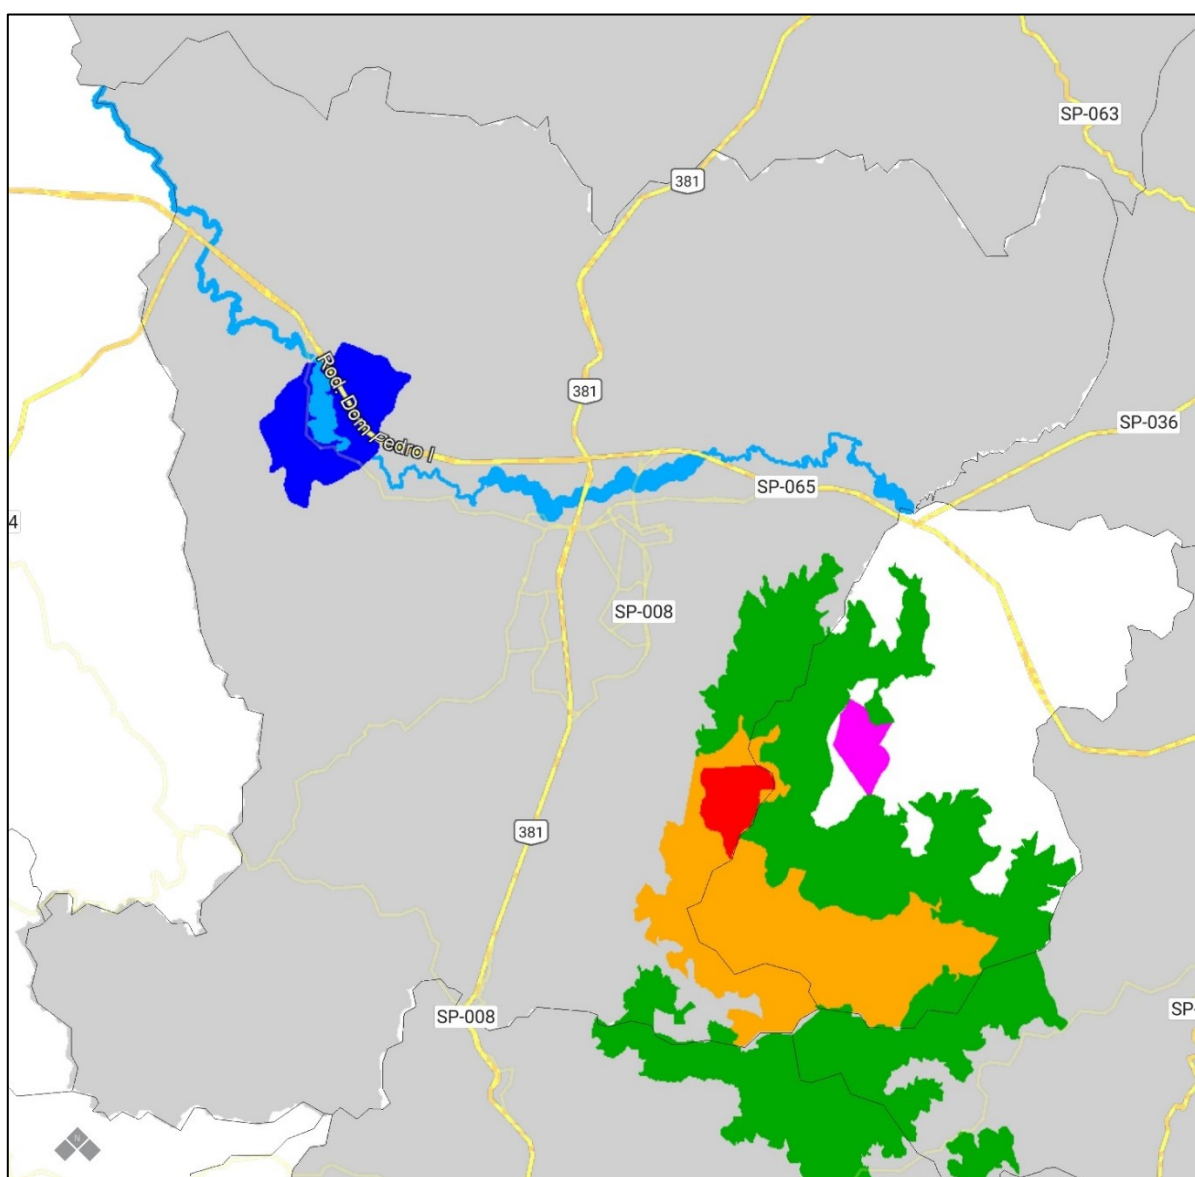 SP-063
381
Rod. Dom Pedro I
381
SP-036
SP-065
4
SP-008
381
SP-008
SP-
N